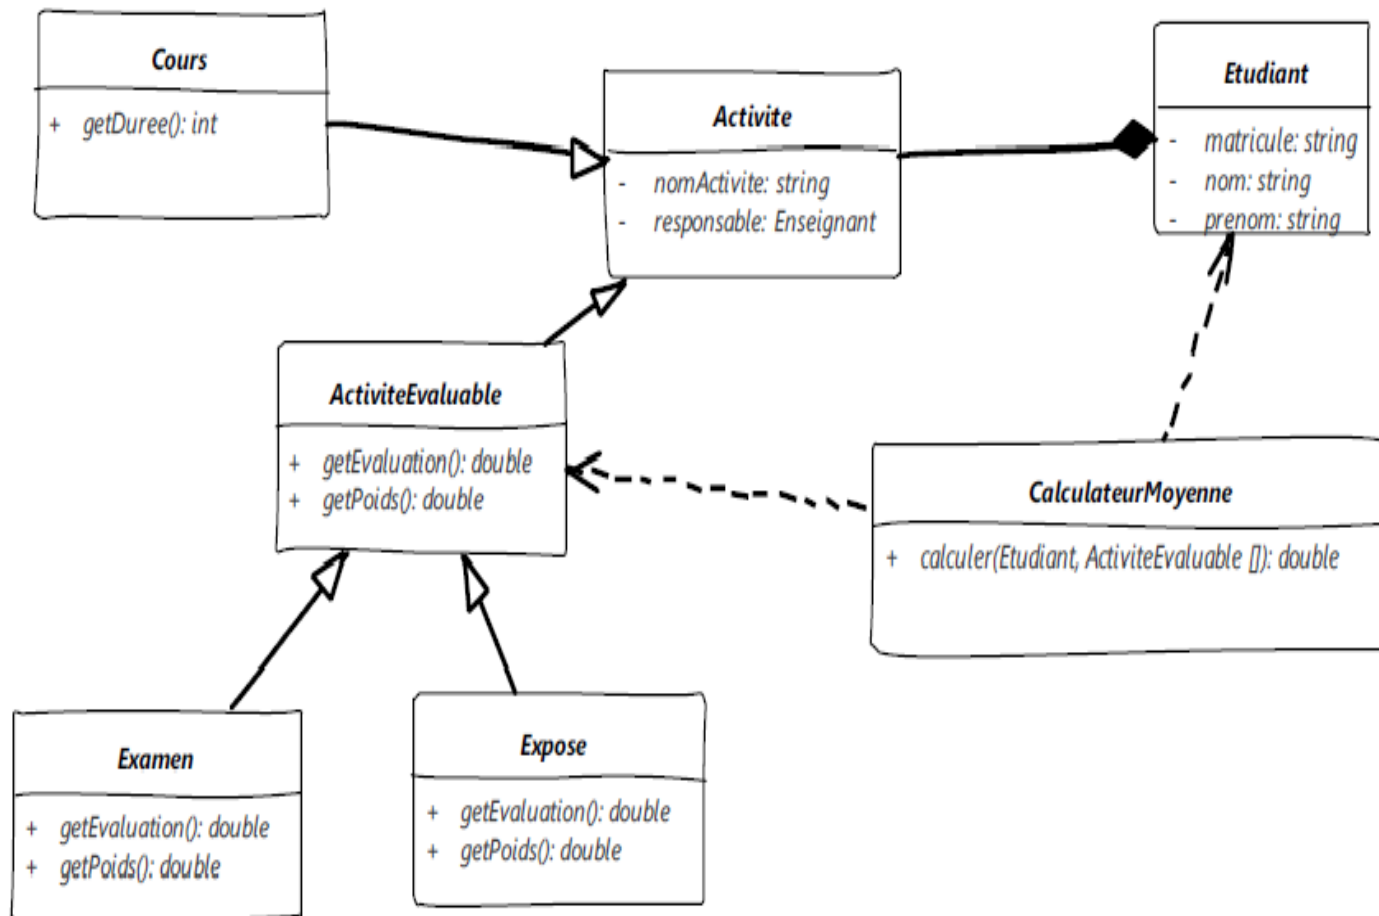 Cours
+ getDuree(): int
Activite
- nomActivite: string
- responsable: Enseignant
Etudiant
- matricule: string
- nom: string
- prenom: string
ActiviteEvaluable
+ getEvaluation(): double
+ getPoids(): double
CalculateurMoyenne
+ calculer(Etudiant, ActiviteEvaluable []): double
Examen
+ getEvaluation(): double
+ getPoids(): double
Expose
+ getEvaluation(): double
+ getPoids(): double